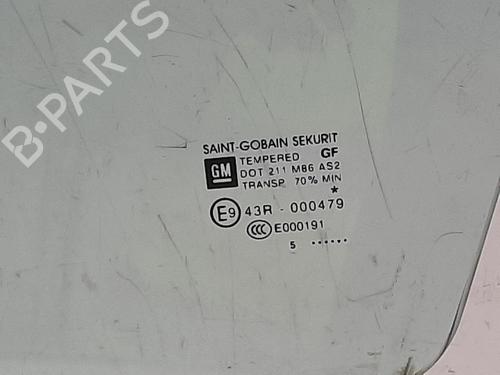 B-PARTS
SAINT-GOBAIN SEKURIT
GM TEMPERED GF
DOT 211 M86 AS2
TRANSP 70% MIN
*
E9 43R - 000479
CCC E000191
5 ......